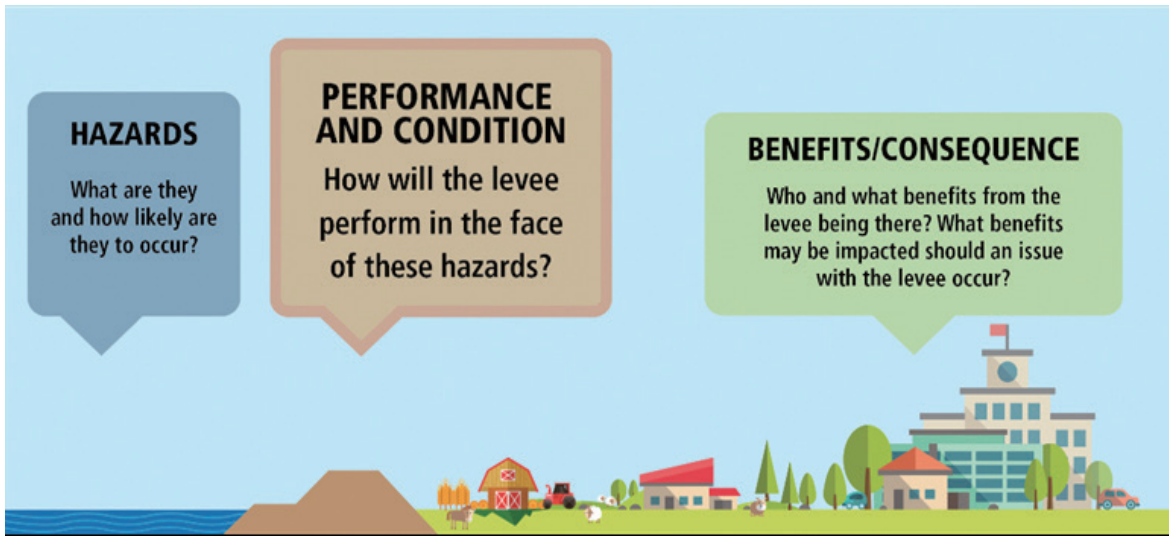 HAZARDS
What are they
and how likely are
they to occur?
PERFORMANCE
AND CONDITION
How will the levee
perform in the face
of these hazards?
BENEFITS/CONSEQUENCE
Who and what benefits from the
levee being there? What benefits
may be impacted should an issue
with the levee occur?